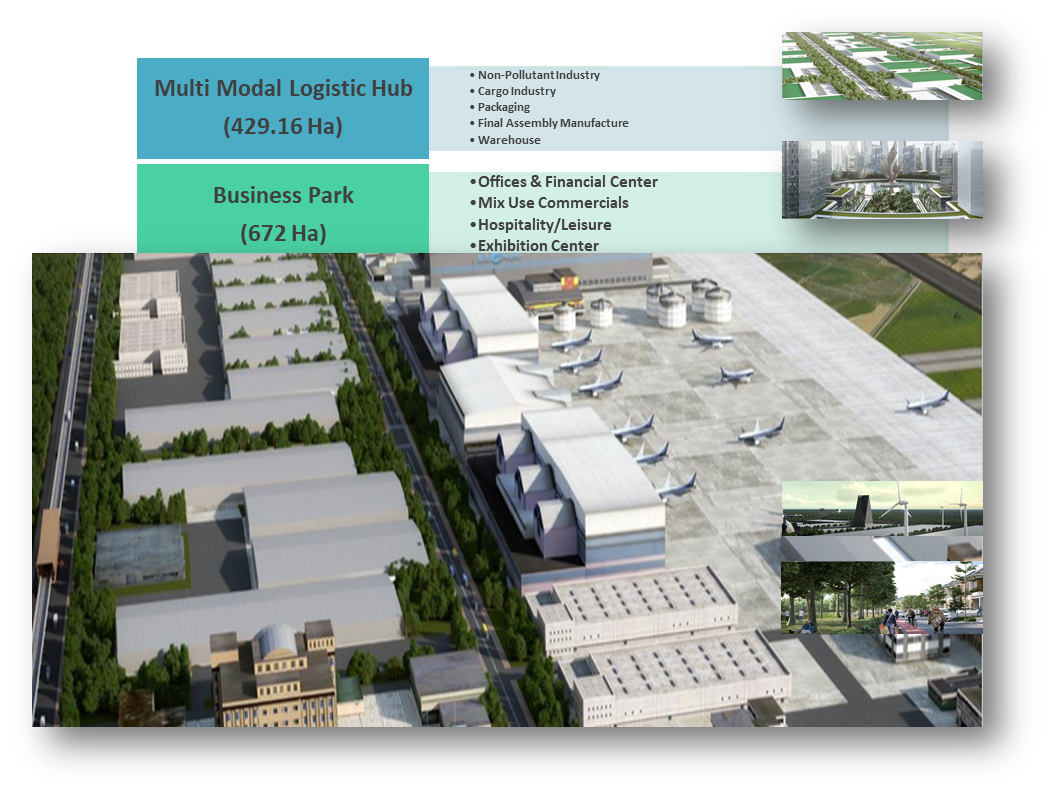 Multi Modal Logistic Hub
(429.16 Ha)
• Non-Pollutant Industry
• Cargo Industry
• Packaging
• Final Assembly Manufacture
• Warehouse
Business Park
(672 Ha)
•Offices & Financial Center
•Mix Use Commercials
•Hospitality/Leisure
•Exhibition Center